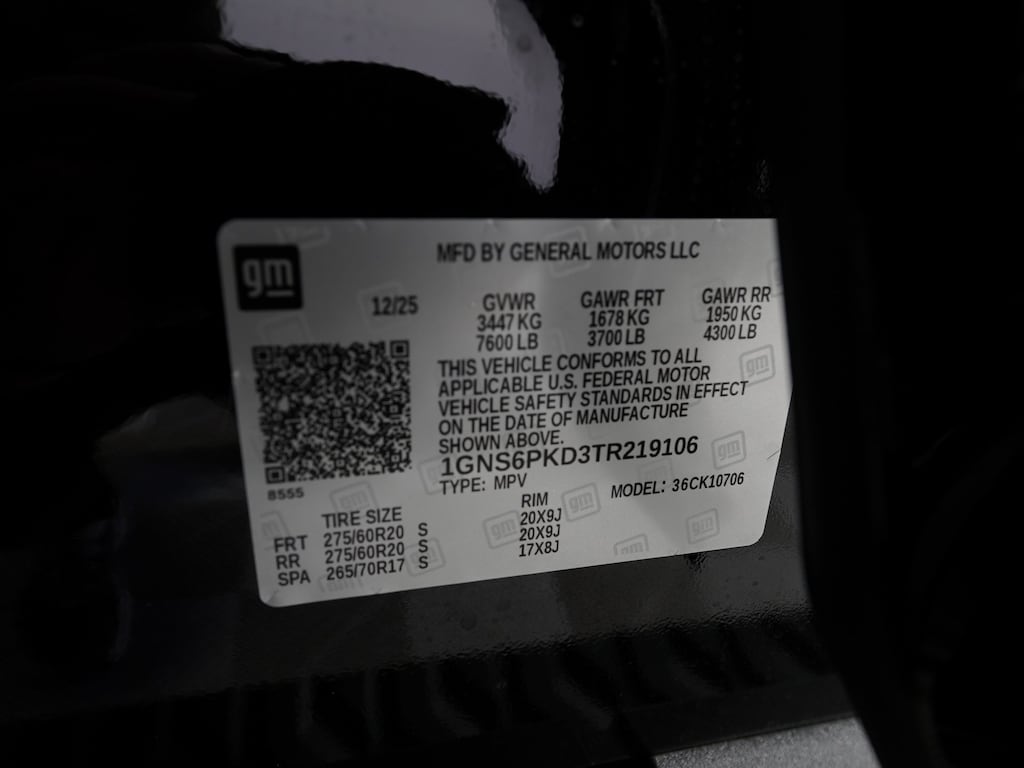 gm
MFD BY GENERAL MOTORS LLC
12/25
GVWR GAWR FRT GAWR RR
3447 KG 1678 KG 1950 KG
7600 LB 3700 LB 4300 LB
THIS VEHICLE CONFORMS TO ALL
APPLICABLE U.S. FEDERAL MOTOR
VEHICLE SAFETY STANDARDS IN EFFECT
ON THE DATE OF MANUFACTURE
SHOWN ABOVE.
1GNS6PKD3TR219106
8555
TYPE: MPV MODEL: 36CK10706
TIRE SIZE RIM
FRT 275/60R20 S 20X9J
RR 275/60R20 S 20X9J
SPA 265/70R17 S 17X8J